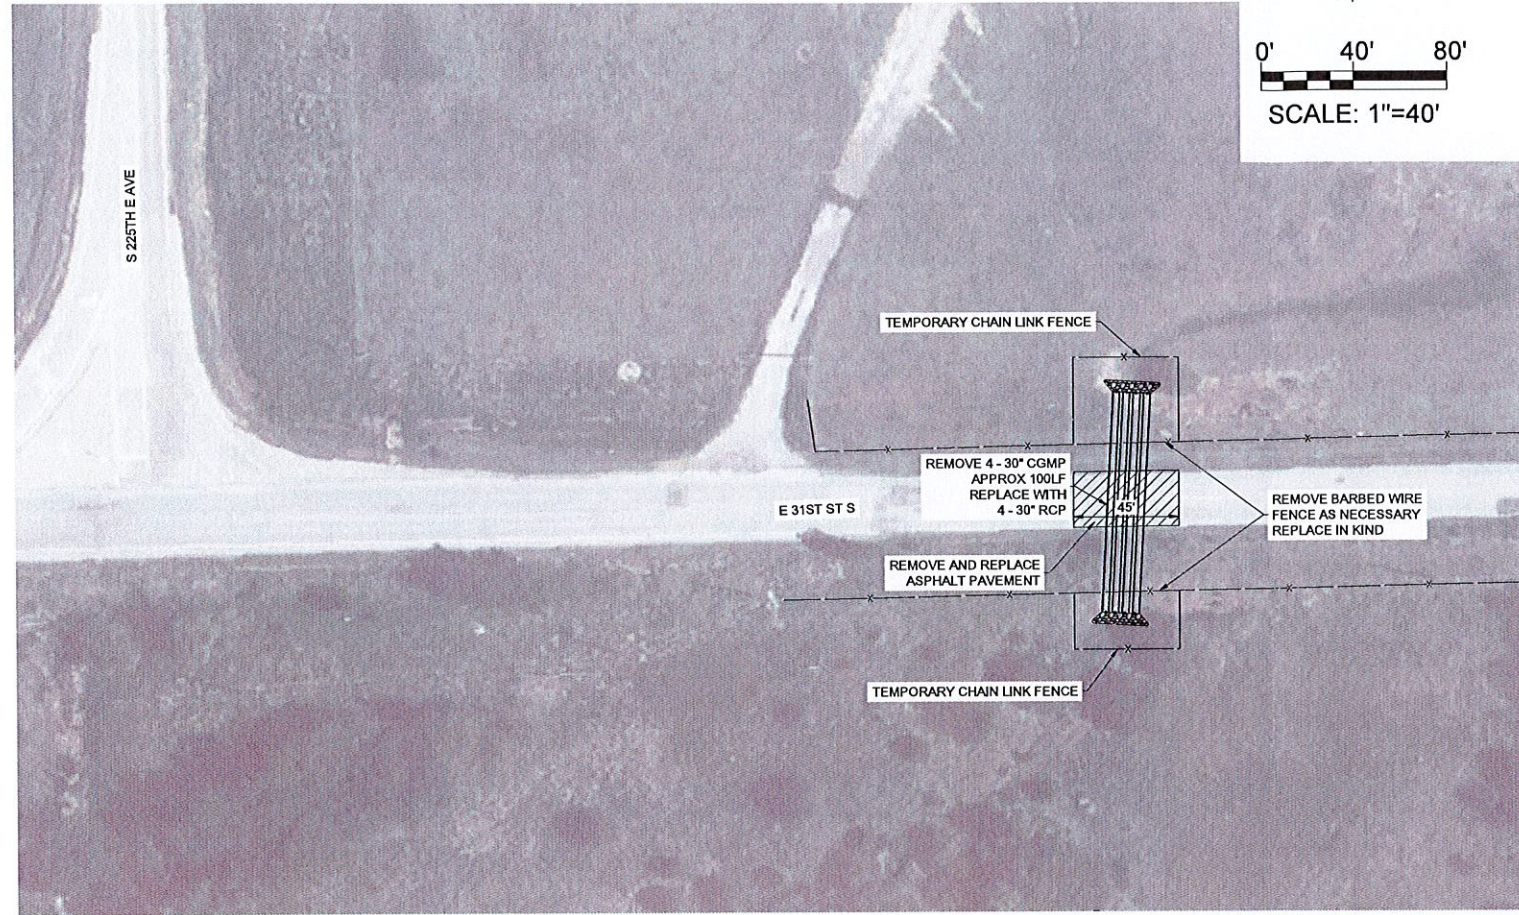 0' 40' 80'
SCALE: 1"=40'
S 225TH E AVE
TEMPORARY CHAIN LINK FENCE
REMOVE 4 - 30" CGMP
APPROX 100LF
REPLACE WITH
4 - 30" RCP
45'
E 31ST ST S
REMOVE BARBED WIRE
FENCE AS NECESSARY
REPLACE IN KIND
REMOVE AND REPLACE
ASPHALT PAVEMENT
TEMPORARY CHAIN LINK FENCE